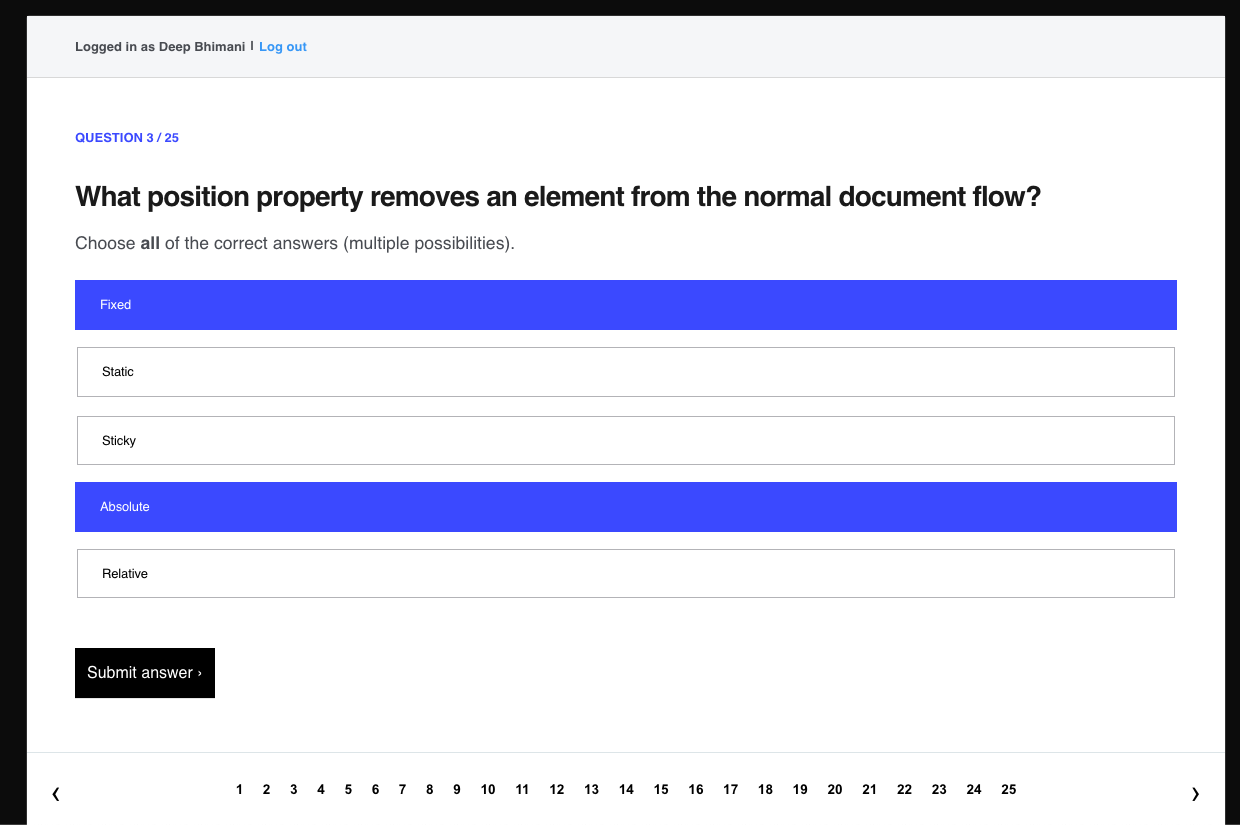 Logged in as Deep Bhimani | Log out
QUESTION 3 / 25
What position property removes an element from the normal document flow?
Choose all of the correct answers (multiple possibilities).
Fixed
Static
Sticky
Absolute
Relative
Submit answer ›
‹ 1 2 3 4 5 6 7 8 9 10 11 12 13 14 15 16 17 18 19 20 21 22 23 24 25 ›